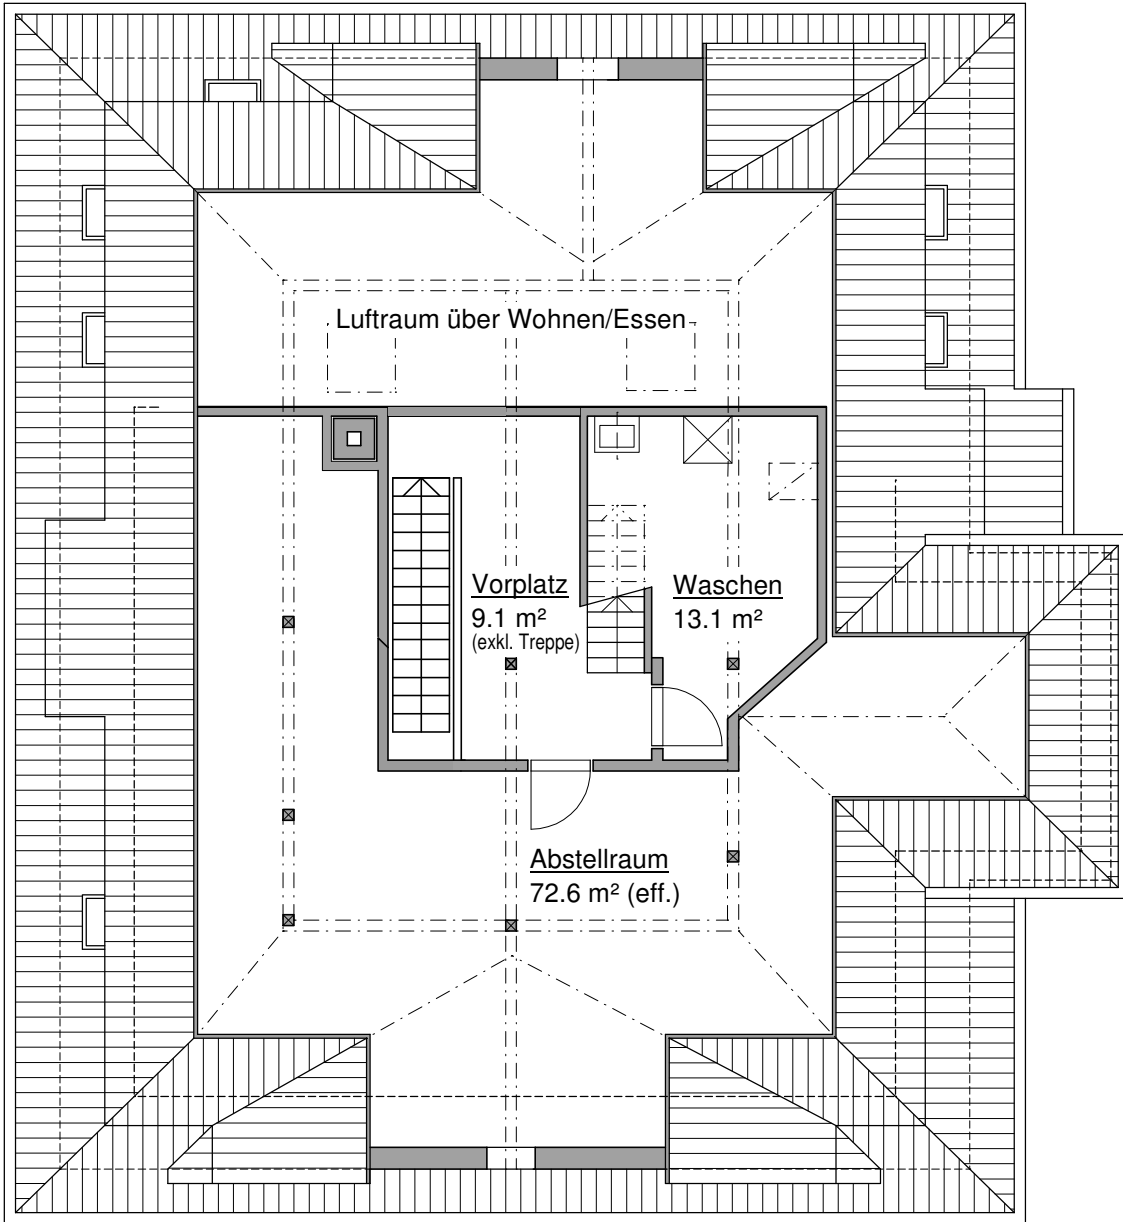 Luftraum über Wohnen/Essen
Vorplatz
9.1 m²
(exkl. Treppe)
Waschen
13.1 m²
Abstellraum
72.6 m² (eff.)